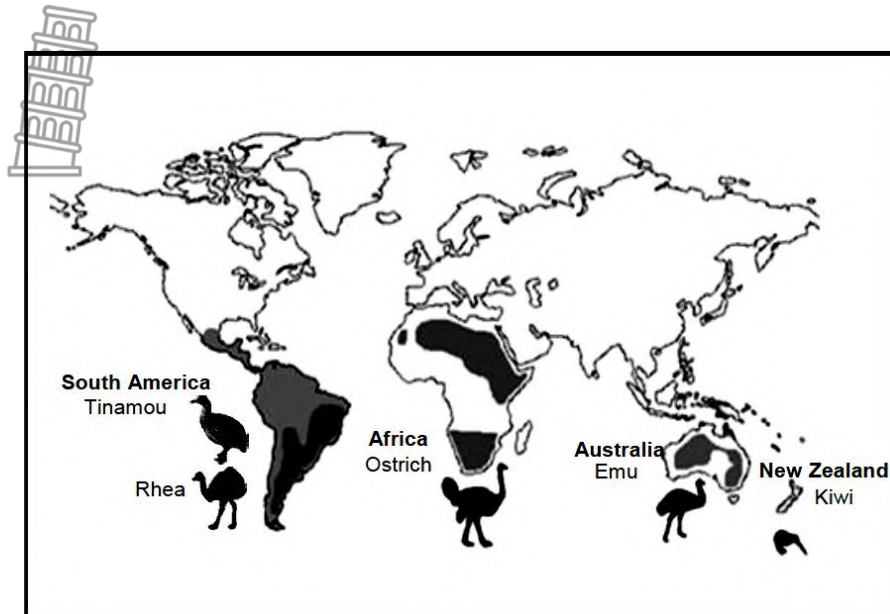 South America
Tinamou
Rhea
Africa
Ostrich
Australia
Emu
New Zealand
Kiwi